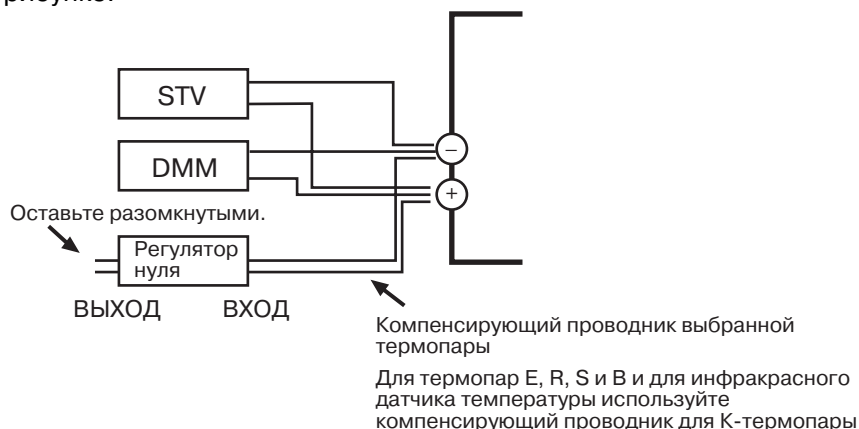 рисунке.
STV
DMM
−
+
Оставьте разомкнутыми.
Регулятор
нуля
ВЫХОД ВХОД
Компенсирующий проводник выбранной
термопары
Для термопар E, R, S и B и для инфракрасного
датчика температуры используйте
компенсирующий проводник для К-термопары